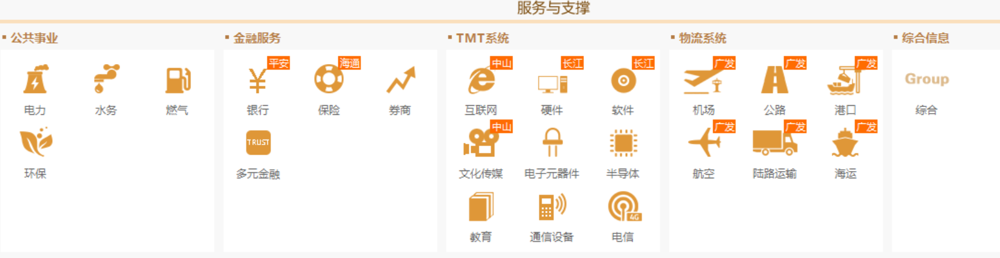 服务与支撑
公共事业
电力
水务
燃气
环保
金融服务
平安
海通
银行
保险
券商
TRUST
多元金融
TMT系统
中山
长江
长江
互联网
硬件
软件
中山
文化传媒
电子元器件
半导体
4G
教育
通信设备
电信
物流系统
广发
广发
广发
机场
公路
港口
广发
广发
广发
航空
陆路运输
海运
综合信息
Group
综合